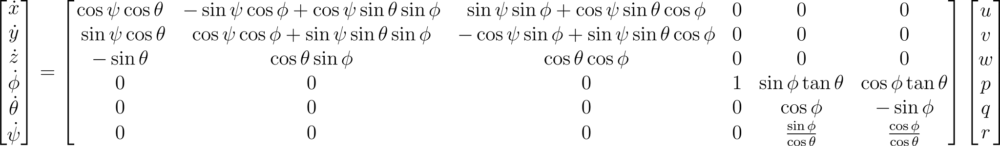 ẋ = cos ψ cos θ − sin ψ cos ϕ + cos ψ sin θ sin ϕ sin ψ sin ϕ + cos ψ sin θ cos ϕ 0 0 0 u
ẏ sin ψ cos θ cos ψ cos ϕ + sin ψ sin θ sin ϕ − cos ψ sin ϕ + sin ψ sin θ cos ϕ 0 0 0 v
ż − sin θ cos θ sin ϕ cos θ cos ϕ 0 0 0 w
ϕ̇ 0 0 0 1 sin ϕ tan θ cos ϕ tan θ p
θ̇ 0 0 0 0 cos ϕ − sin ϕ q
ψ̇ 0 0 0 0 sin ϕ / cos θ cos ϕ / cos θ r